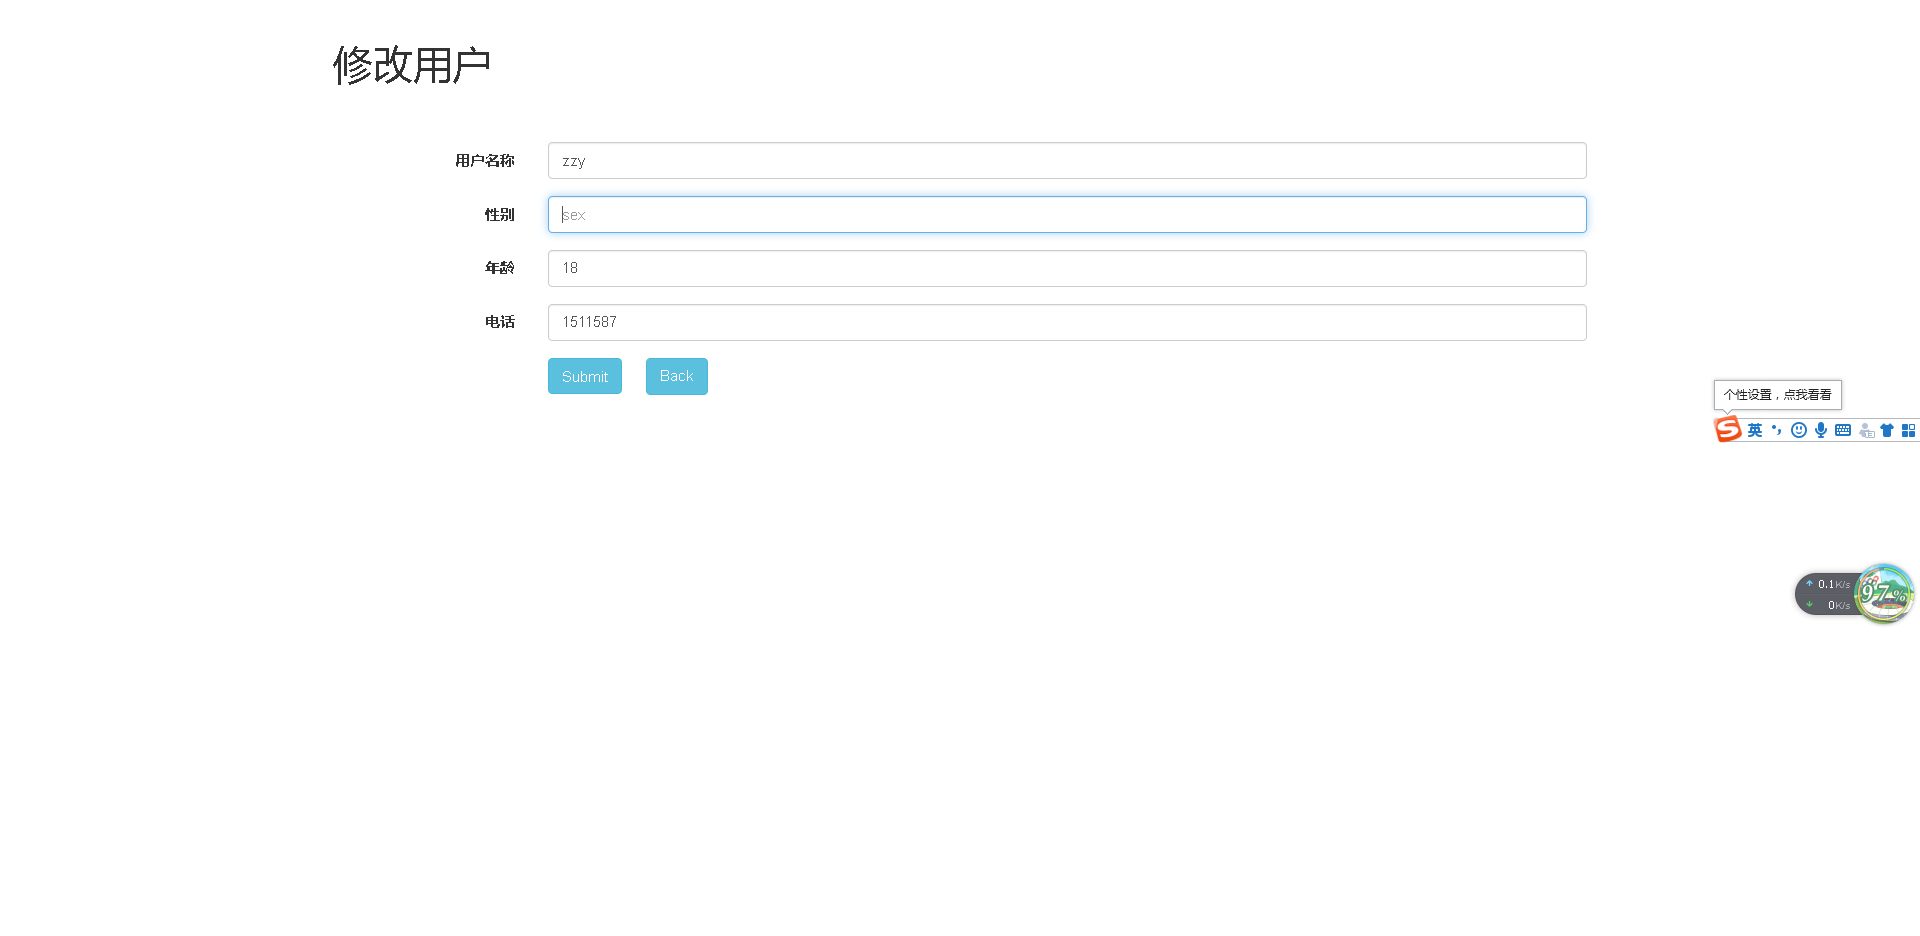 修改用户
用户名称 zzy
性别 sex
年龄 18
电话 1511587
Submit Back
个性设置，点我看看
S 英
0.1K/s
97%
0K/s